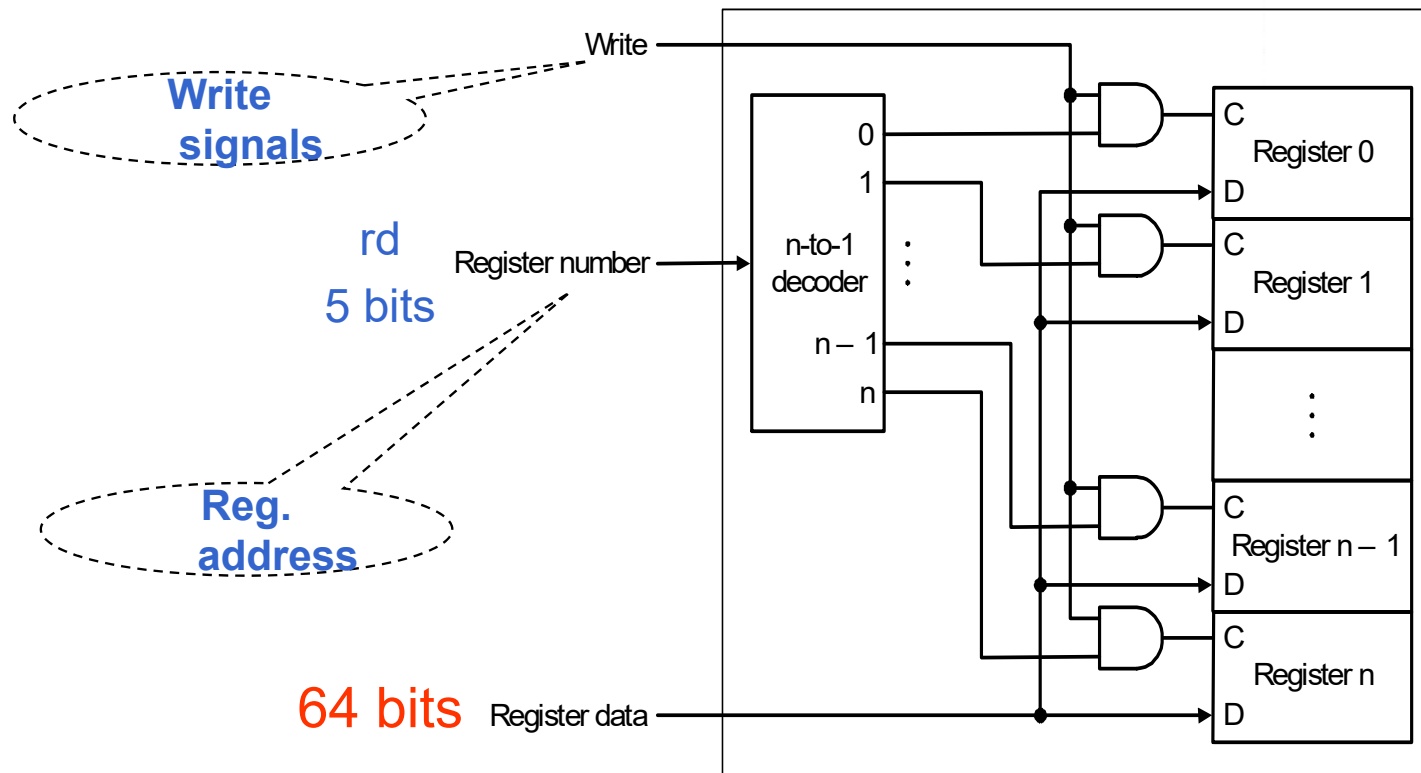 Write
Write
signals
rd
5 bits
Register number
Reg.
address
64 bits
Register data
n-to-1
decoder
0
1
⋮
n – 1
n
C
Register 0
D
C
Register 1
D
⋮
C
Register n – 1
D
C
Register n
D